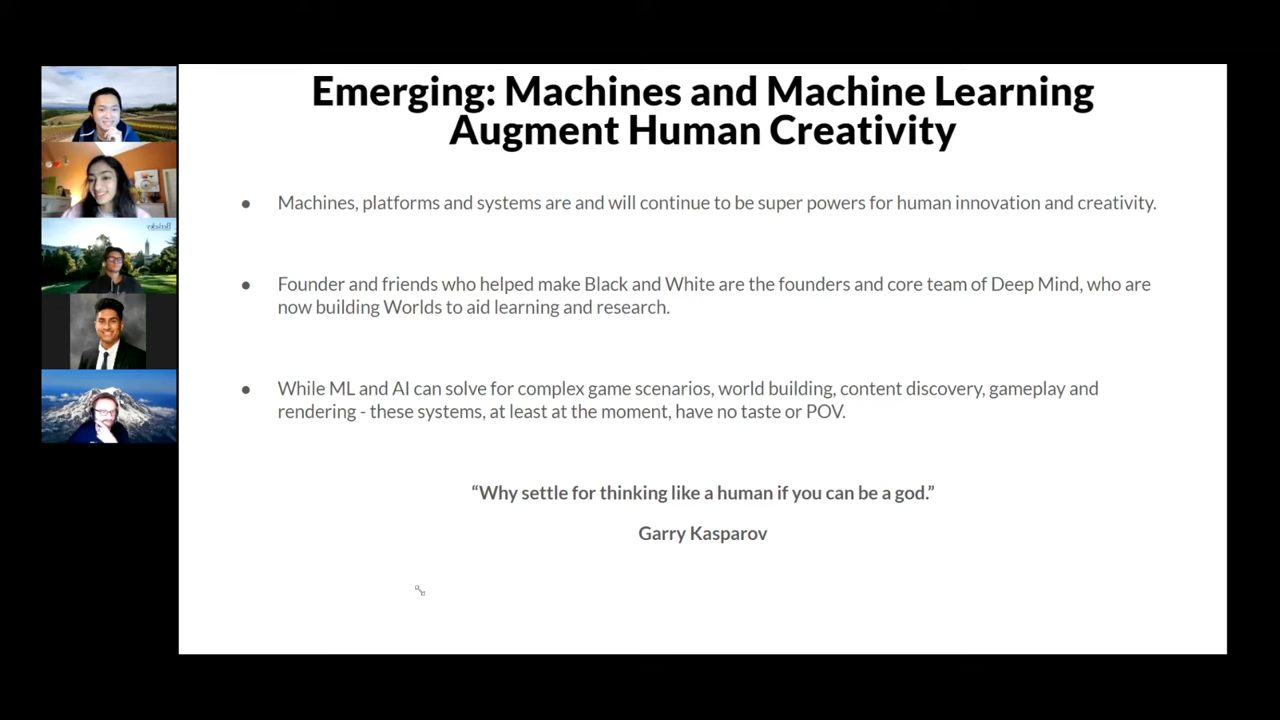 Emerging: Machines and Machine Learning
Augment Human Creativity
● Machines, platforms and systems are and will continue to be super powers for human innovation and creativity.
● Founder and friends who helped make Black and White are the founders and core team of Deep Mind, who are
now building Worlds to aid learning and research.
● While ML and AI can solve for complex game scenarios, world building, content discovery, gameplay and
rendering - these systems, at least at the moment, have no taste or POV.
“Why settle for thinking like a human if you can be a god.”
Garry Kasparov
Berkeley